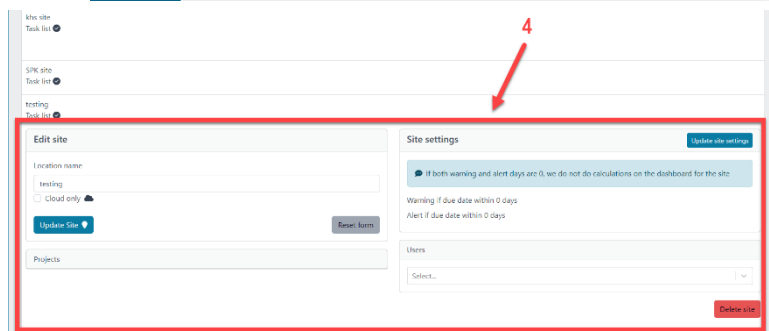 khs site
Task list
4
SPK site
Task list
testing
Task list
Edit site
Location name
testing
Cloud only
Update Site
Reset form
Projects
Site settings
Update site settings
If both warning and alert days are 0, we do not do calculations on the dashboard for the site
Warning if due date within 0 days
Alert if due date within 0 days
Users
Select...
Delete site